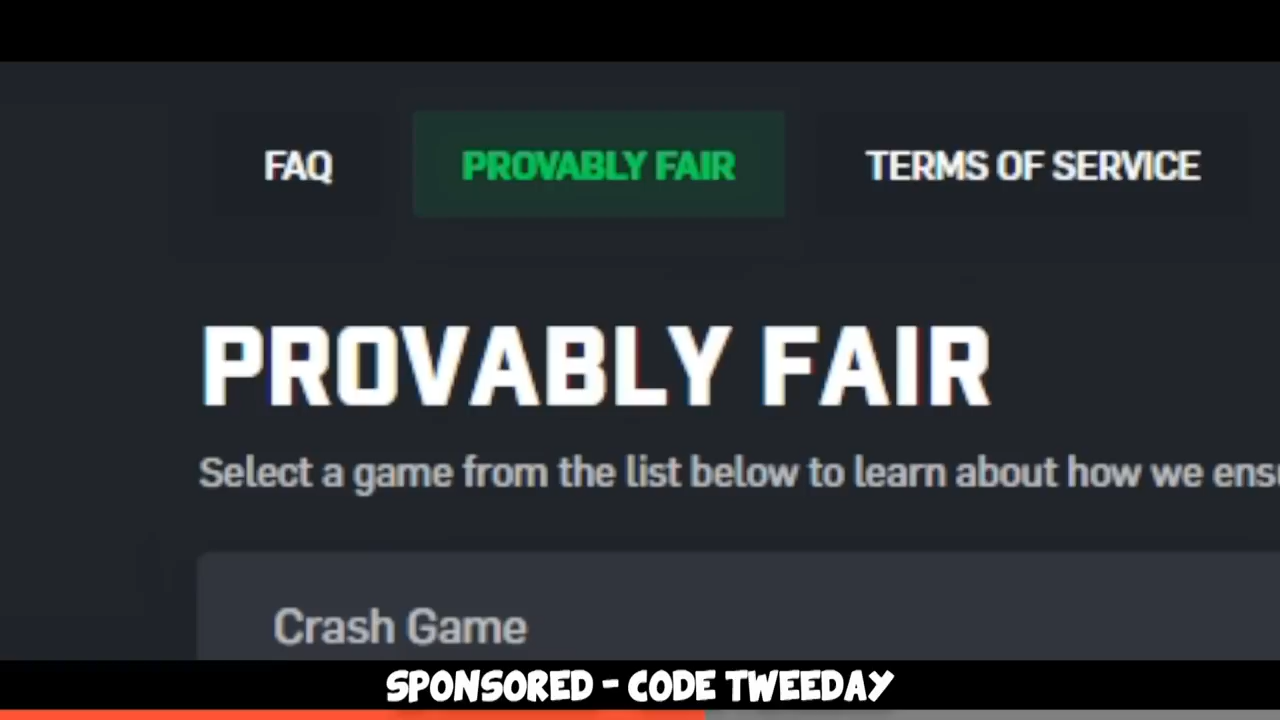 FAQ PROVABLY FAIR TERMS OF SERVICE
PROVABLY FAIR
Select a game from the list below to learn about how we
Crash Game
SPONSORED - CODE TWEEDAY